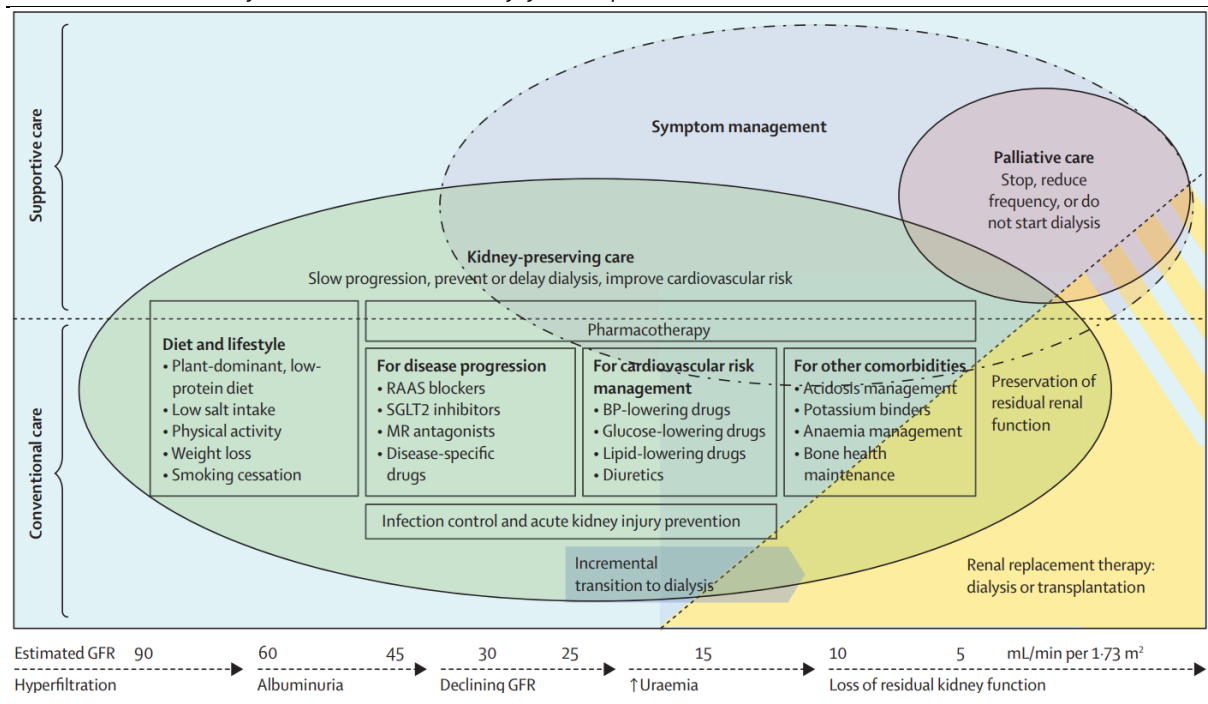 Supportive care
Conventional care
Symptom management
Palliative care
Stop, reduce
frequency, or do
not start dialysis
Kidney-preserving care
Slow progression, prevent or delay dialysis, improve cardiovascular risk
Pharmacotherapy
Diet and lifestyle
• Plant-dominant, low-
protein diet
• Low salt intake
• Physical activity
• Weight loss
• Smoking cessation
For disease progression
• RAAS blockers
• SGLT2 inhibitors
• MR antagonists
• Disease-specific
drugs
For cardiovascular risk
management
• BP-lowering drugs
• Glucose-lowering drugs
• Lipid-lowering drugs
• Diuretics
For other comorbidities
• Acidosis management
• Potassium binders
• Anaemia management
• Bone health
maintenance
Preservation of
residual renal
function
Infection control and acute kidney injury prevention
Incremental
transition to dialysis
Renal replacement therapy:
dialysis or transplantation
Estimated GFR 90 60 45 30 25 15 10 5 mL/min per 1·73 m²
Hyperfiltration Albuminuria Declining GFR ↑Uraemia Loss of residual kidney function